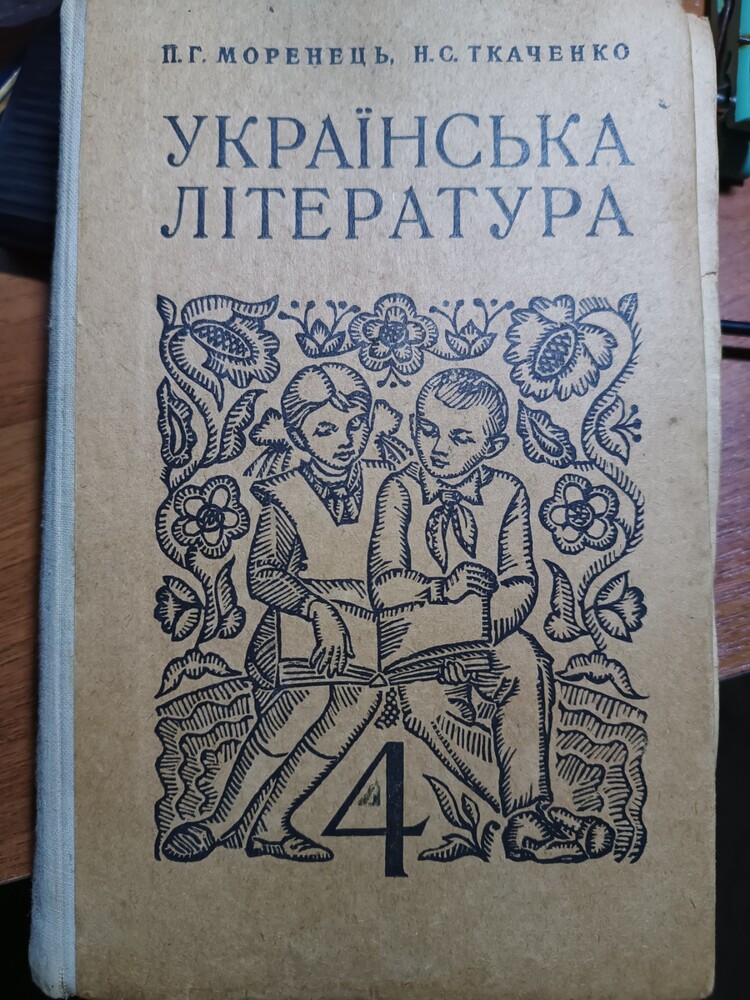 П. Г. МОРЕНЕЦЬ, Н. С. ТКАЧЕНКО
УКРАЇНСЬКА
ЛІТЕРАТУРА
4